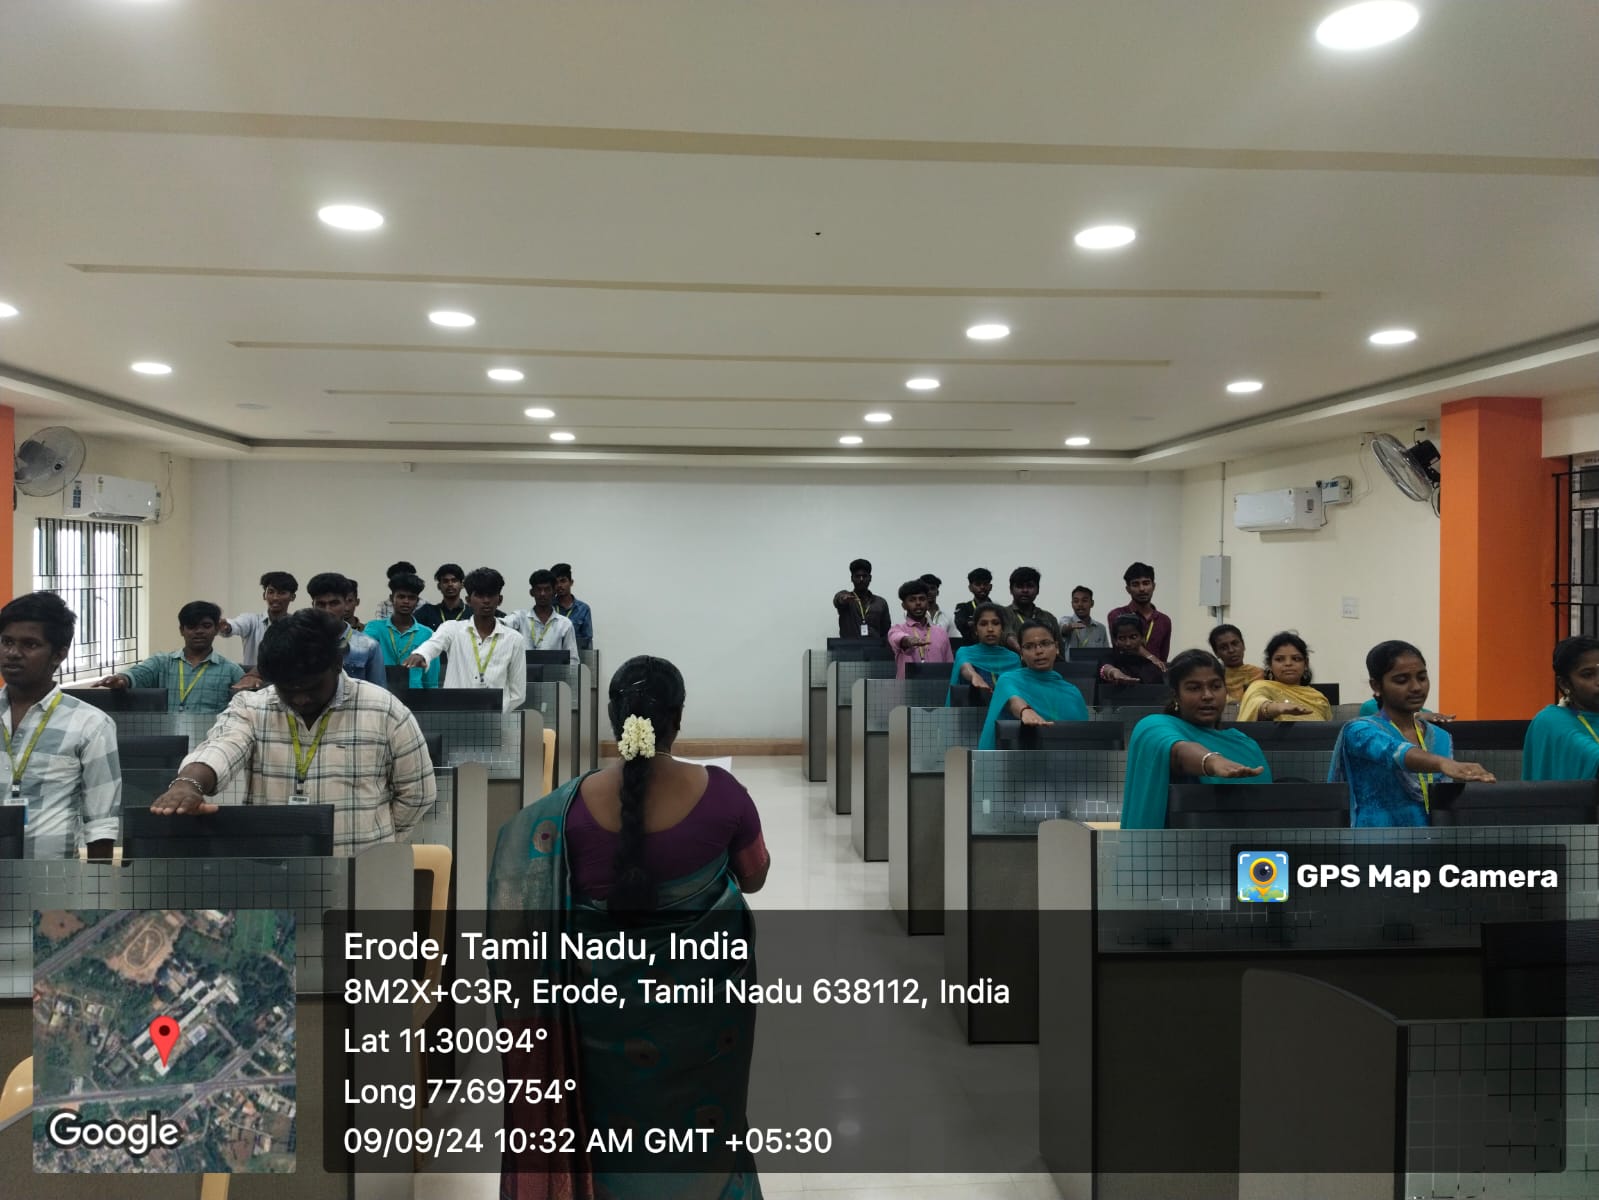 GPS Map Camera
Erode, Tamil Nadu, India
8M2X+C3R, Erode, Tamil Nadu 638112, India
Lat 11.30094°
Long 77.69754°
09/09/24 10:32 AM GMT +05:30
Google